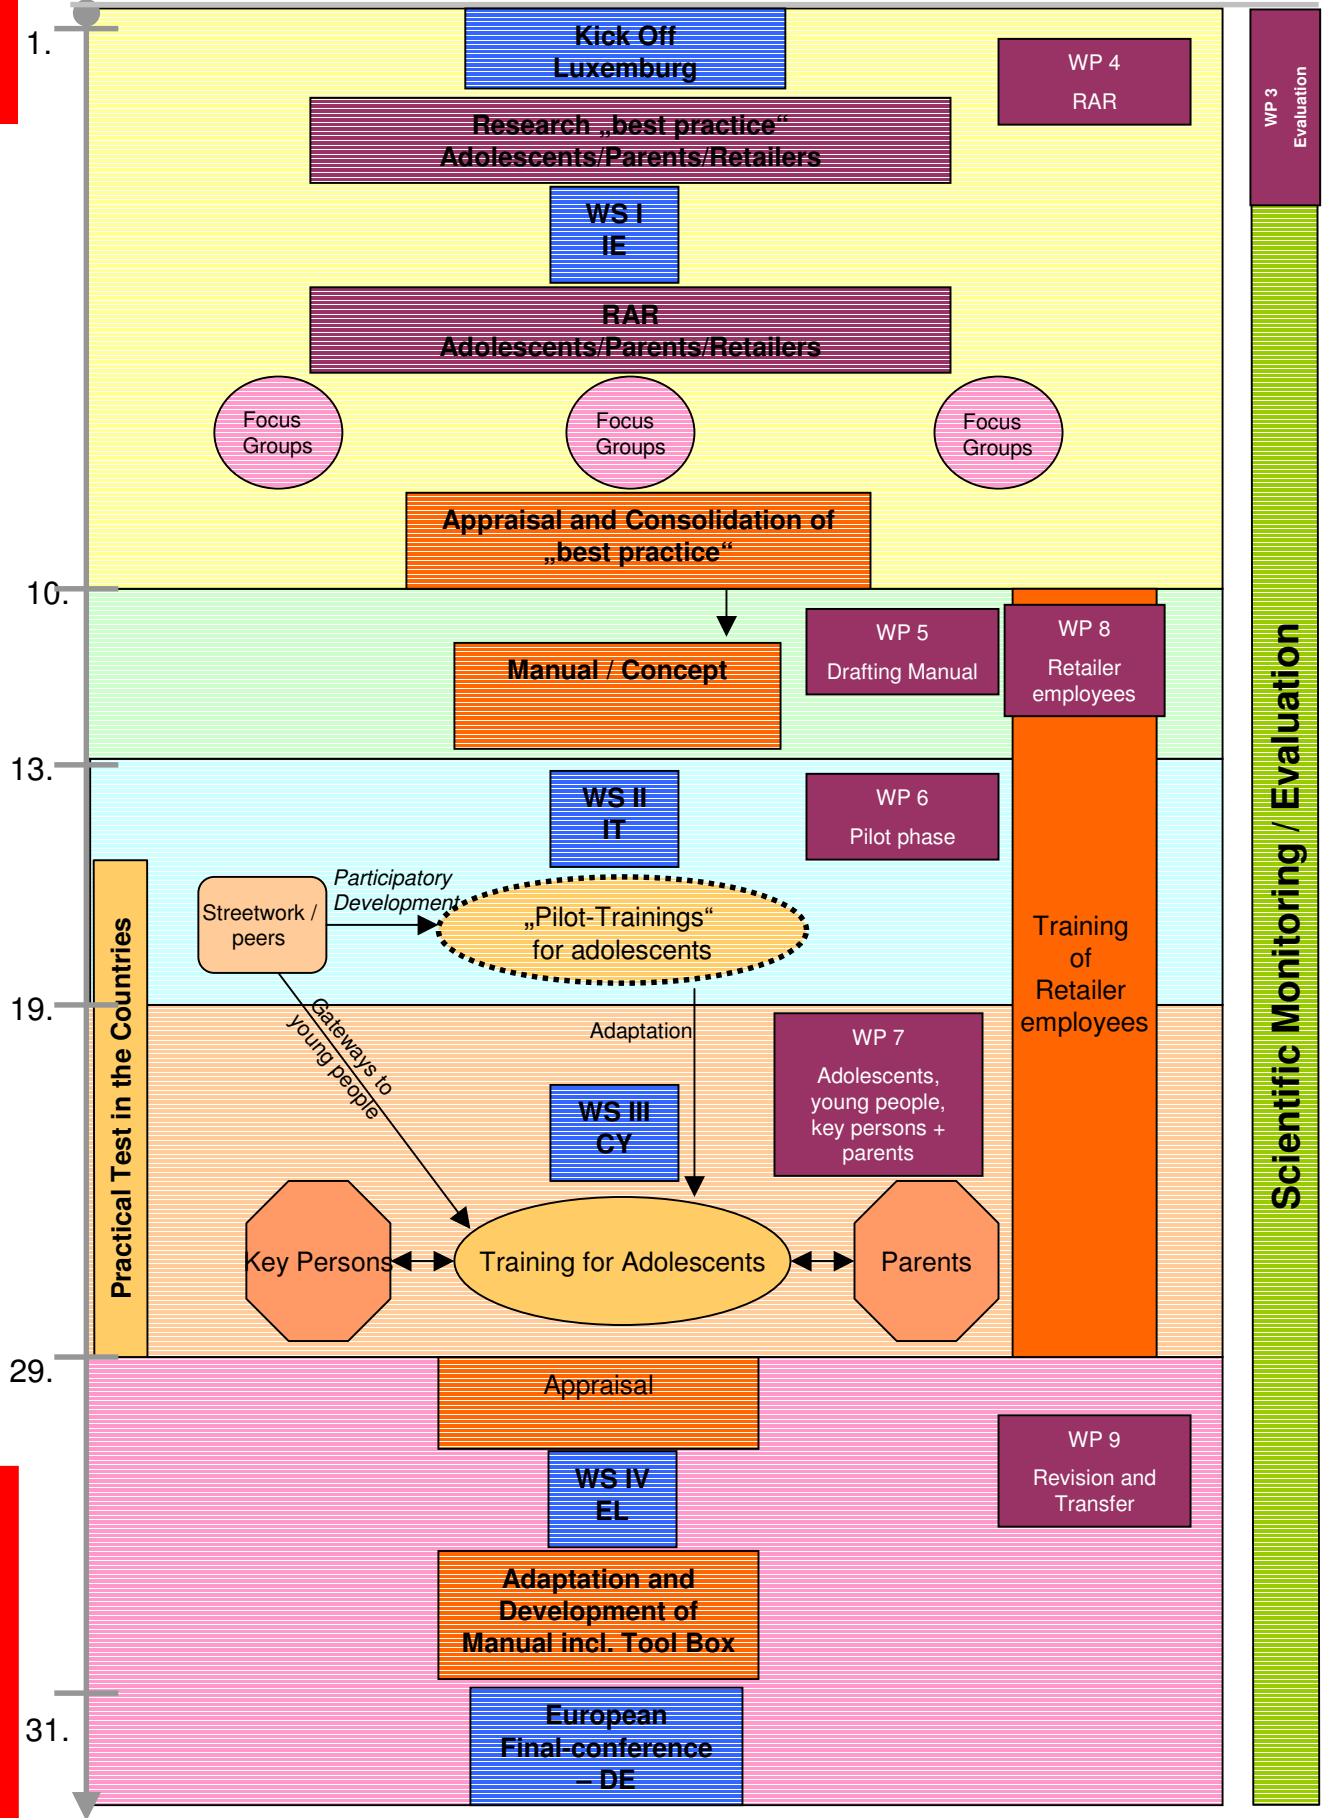 1.
Kick Off
Luxemburg
WP 4
RAR
WP 3
Evaluation
Research „best practice“
Adolescents/Parents/Retailers
WS I
IE
RAR
Adolescents/Parents/Retailers
Focus
Groups
Focus
Groups
Focus
Groups
Appraisal and Consolidation of
„best practice“
10.
Manual / Concept
WP 5
Drafting Manual
WP 8
Retailer
employees
Scientific Monitoring / Evaluation
13.
WS II
IT
WP 6
Pilot phase
Practical Test in the Countries
Streetwork /
peers
Participatory
Development
„Pilot-Trainings“
for adolescents
Training
of
Retailer
employees
19.
Gateways to
young people
Adaptation
WP 7
Adolescents,
young people,
key persons +
parents
WS III
CY
Key Persons
Training for Adolescents
Parents
29.
Appraisal
WP 9
Revision and
Transfer
WS IV
EL
Adaptation and
Development of
Manual incl. Tool Box
31.
European
Final-conference
– DE